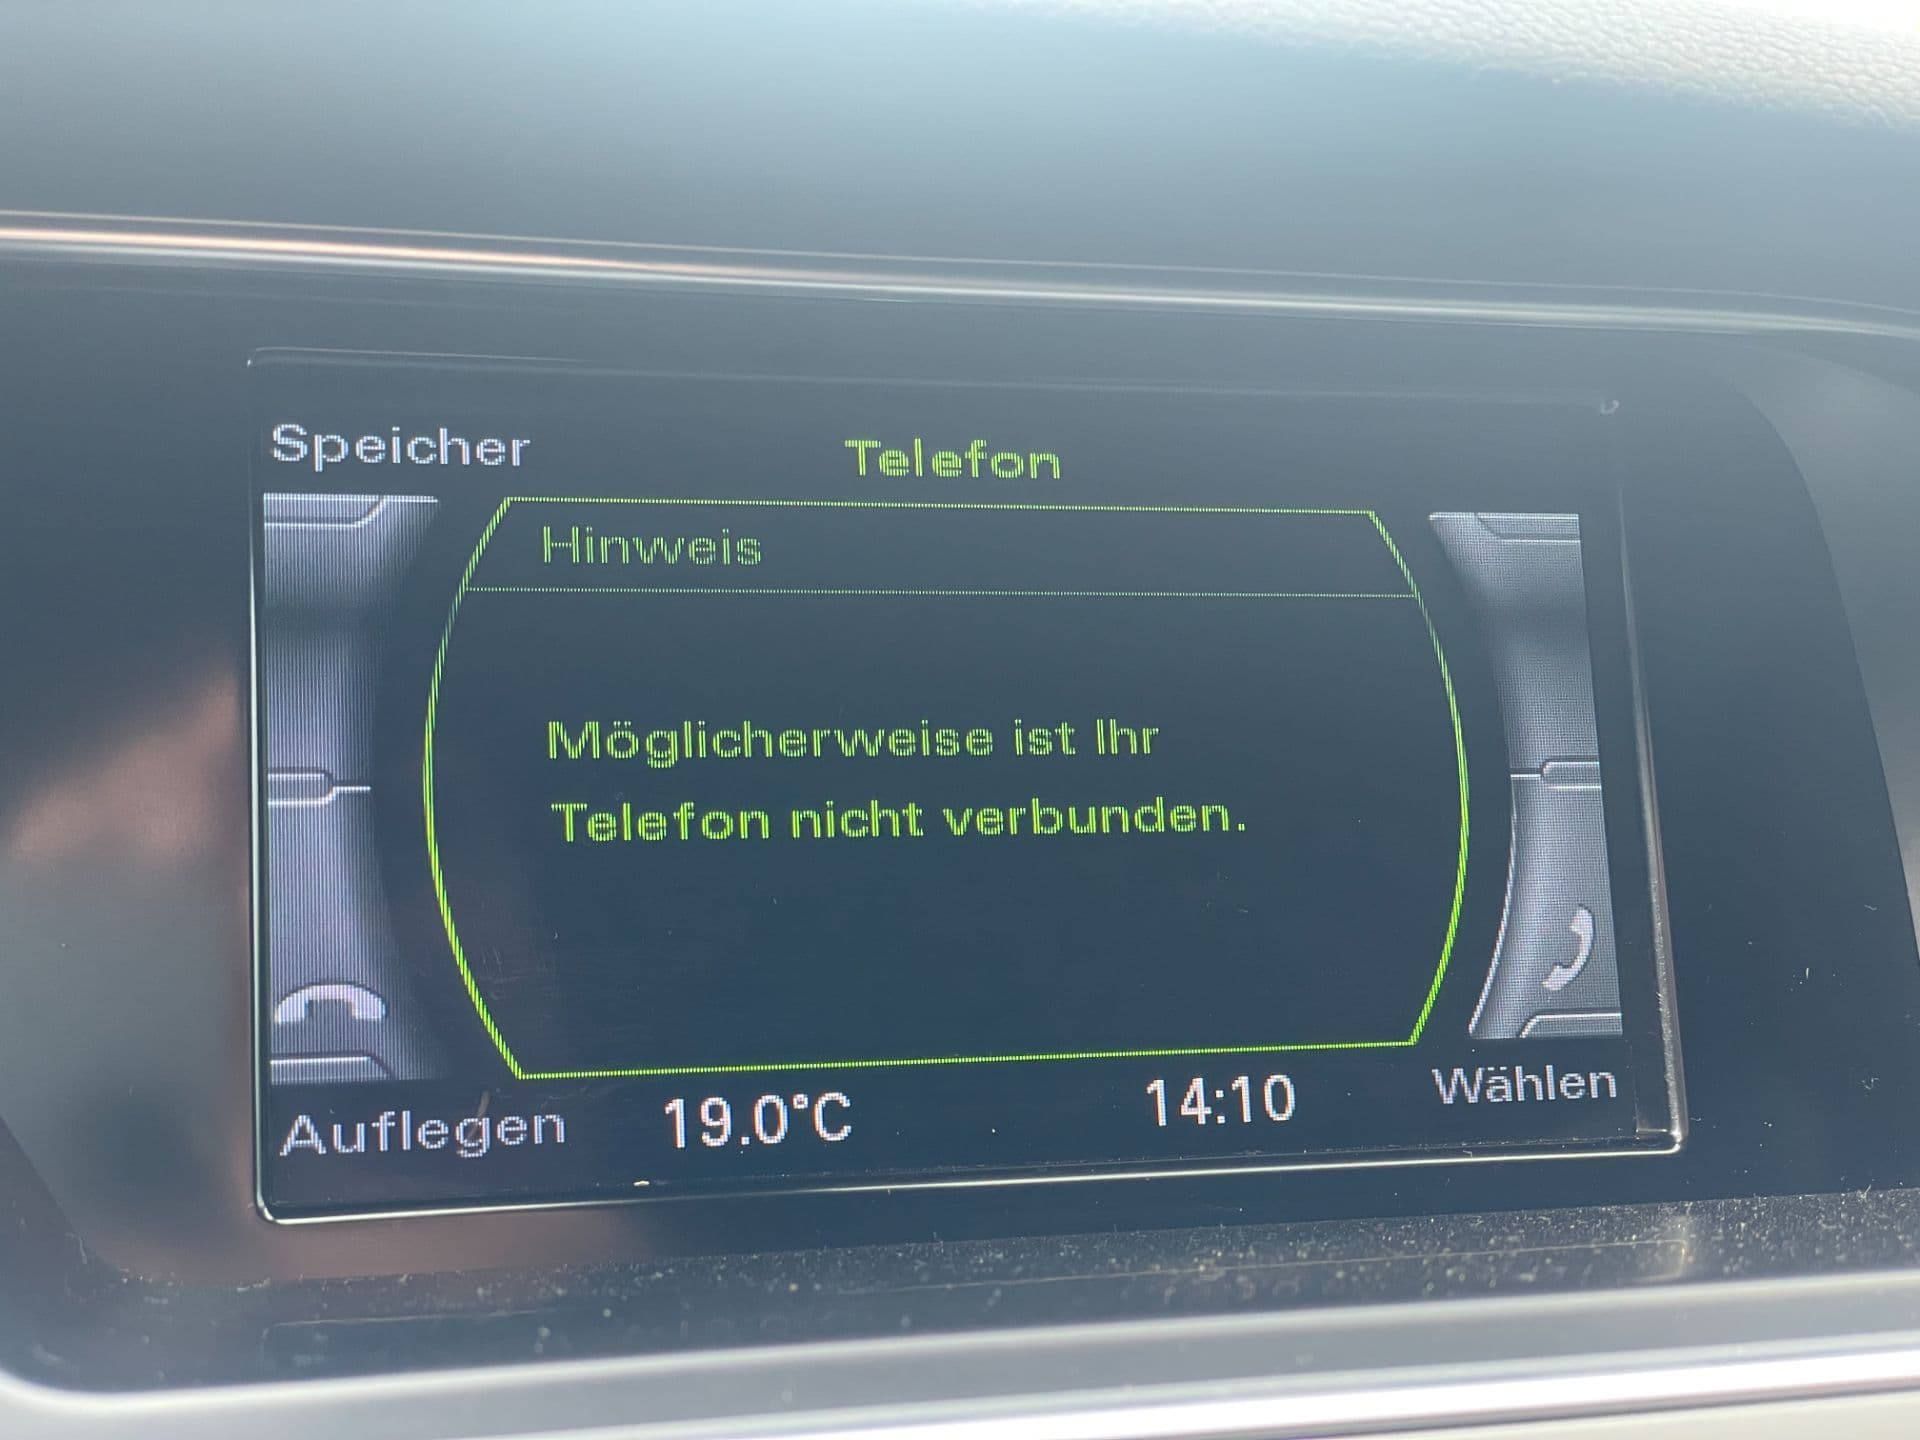 Speicher
Telefon
Hinweis
Möglicherweise ist Ihr
Telefon nicht verbunden.
Auflegen
19.0°C
14:10
Wählen